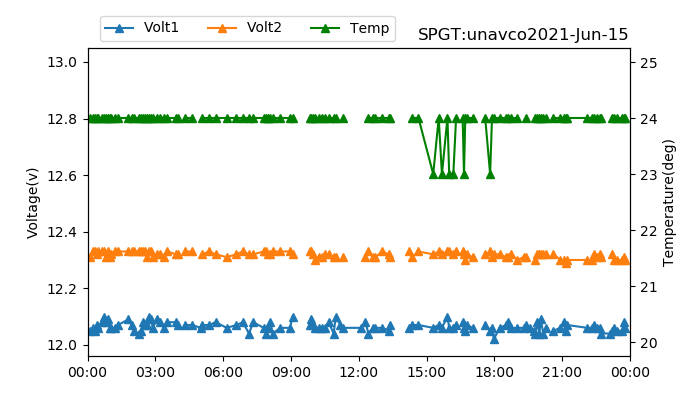 Volt1 Volt2 Temp
SPGT:unavco2021-Jun-15
13.0
12.8
12.6
12.4
12.2
12.0
Voltage(v)
25
24
23
22
21
20
Temperature(deg)
00:00 03:00 06:00 09:00 12:00 15:00 18:00 21:00 00:00